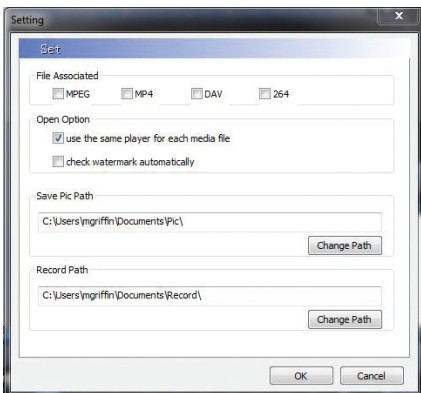 Setting
x
Set
File Associated
MPEG MP4 DAV 264
Open Option
use the same player for each media file
check watermark automatically
Save Pic Path
C:\Users\mgriffin\Documents\Pic\
Change Path
Record Path
C:\Users\mgriffin\Documents\Record\
Change Path
OK Cancel